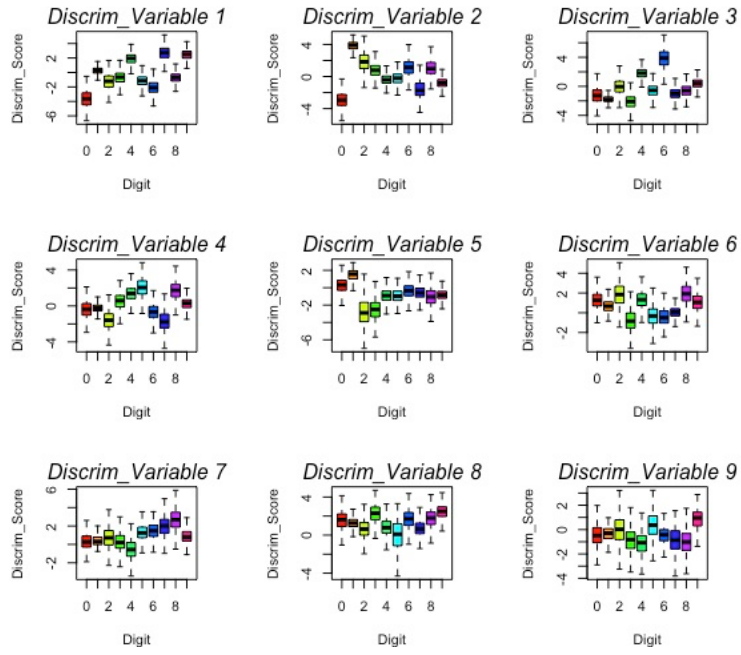 Discrim_Variable 1
Discrim_Score
2
-2
-6
0 2 4 6 8
Digit
Discrim_Variable 2
Discrim_Score
4
0
-4
0 2 4 6 8
Digit
Discrim_Variable 3
Discrim_Score
4
0
-4
0 2 4 6 8
Digit
Discrim_Variable 4
Discrim_Score
4
0
-4
0 2 4 6 8
Digit
Discrim_Variable 5
Discrim_Score
2
-2
-6
0 2 4 6 8
Digit
Discrim_Variable 6
Discrim_Score
4
2
-2
0 2 4 6 8
Digit
Discrim_Variable 7
Discrim_Score
6
2
-2
0 2 4 6 8
Digit
Discrim_Variable 8
Discrim_Score
4
0
-4
0 2 4 6 8
Digit
Discrim_Variable 9
Discrim_Score
2
0
-2
-4
0 2 4 6 8
Digit